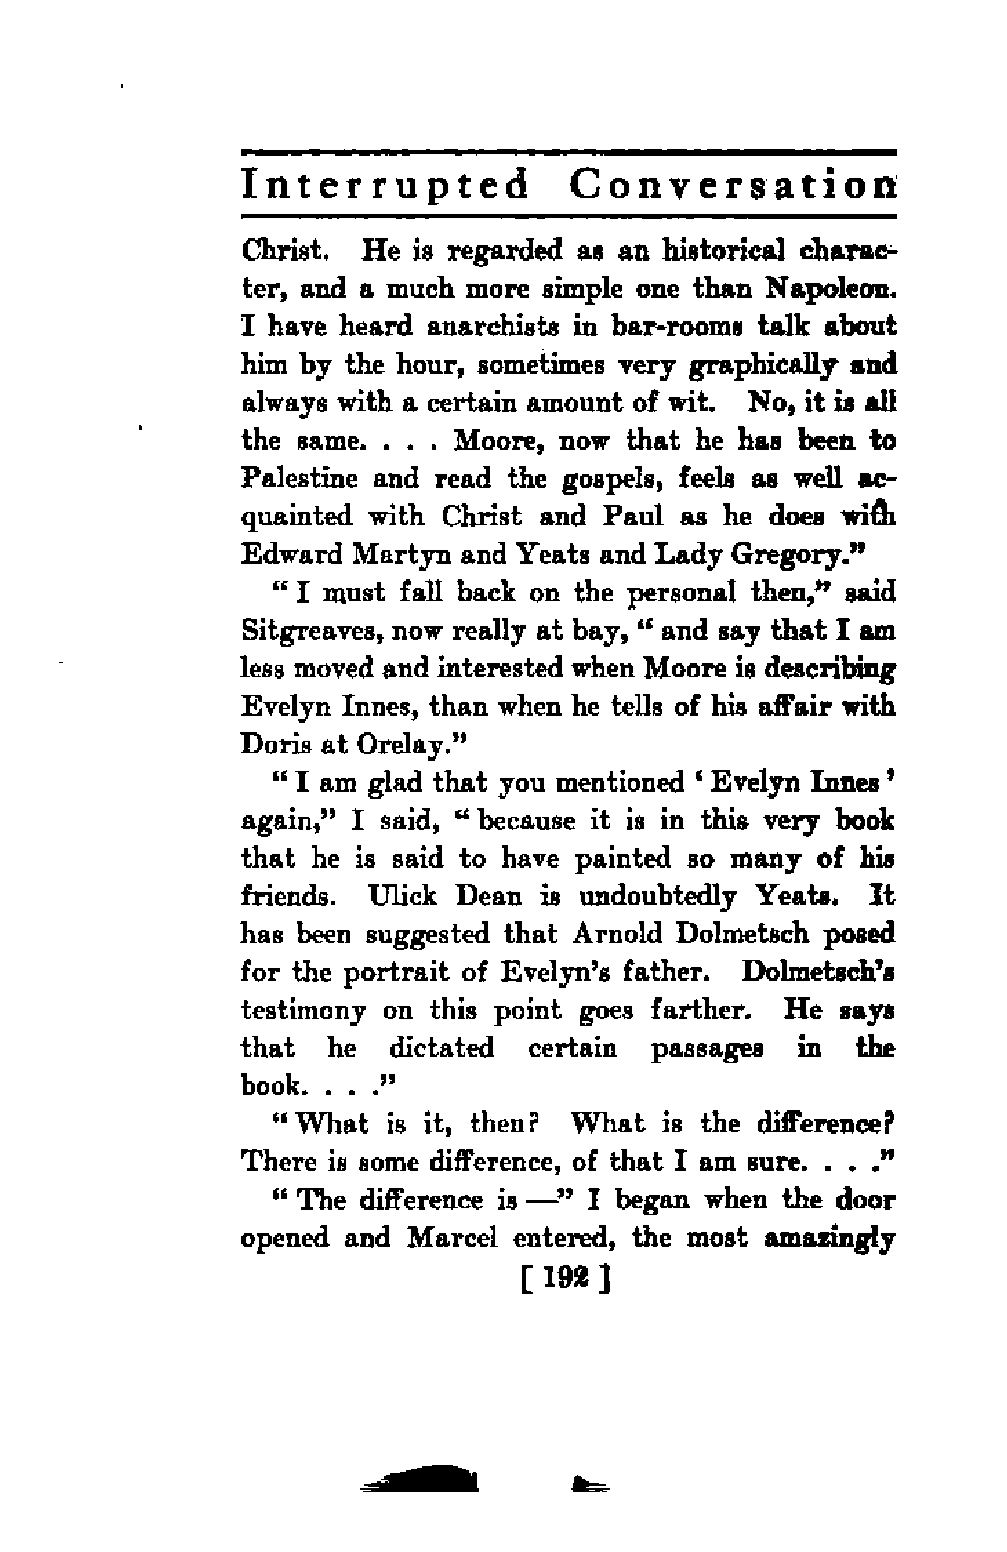 Interrupted Conversation
Christ. He is regarded as an historical charac-
ter, and a much more simple one than Napoleon.
I have heard anarchists in bar-rooms talk about
him by the hour, sometimes very graphically and
always with a certain amount of wit. No, it is all
the same. . . . Moore, now that he has been to
Palestine and read the gospels, feels as well ac-
quainted with Christ and Paul as he does with
Edward Martyn and Yeats and Lady Gregory."
"I must fall back on the personal then," said
Sitgreaves, now really at bay, "and say that I am
less moved and interested when Moore is describing
Evelyn Innes, than when he tells of his affair with
Doris at Orelay."
"I am glad that you mentioned 'Evelyn Innes'
again," I said, "because it is in this very book
that he is said to have painted so many of his
friends. Ulick Dean is undoubtedly Yeats. It
has been suggested that Arnold Dolmetsch posed
for the portrait of Evelyn's father. Dolmetsch's
testimony on this point goes farther. He says
that he dictated certain passages in the
book. . . ."
"What is it, then? What is the difference?
There is some difference, of that I am sure. . . ."
"The difference is —" I began when the door
opened and Marcel entered, the most amazingly
[ 192 ]